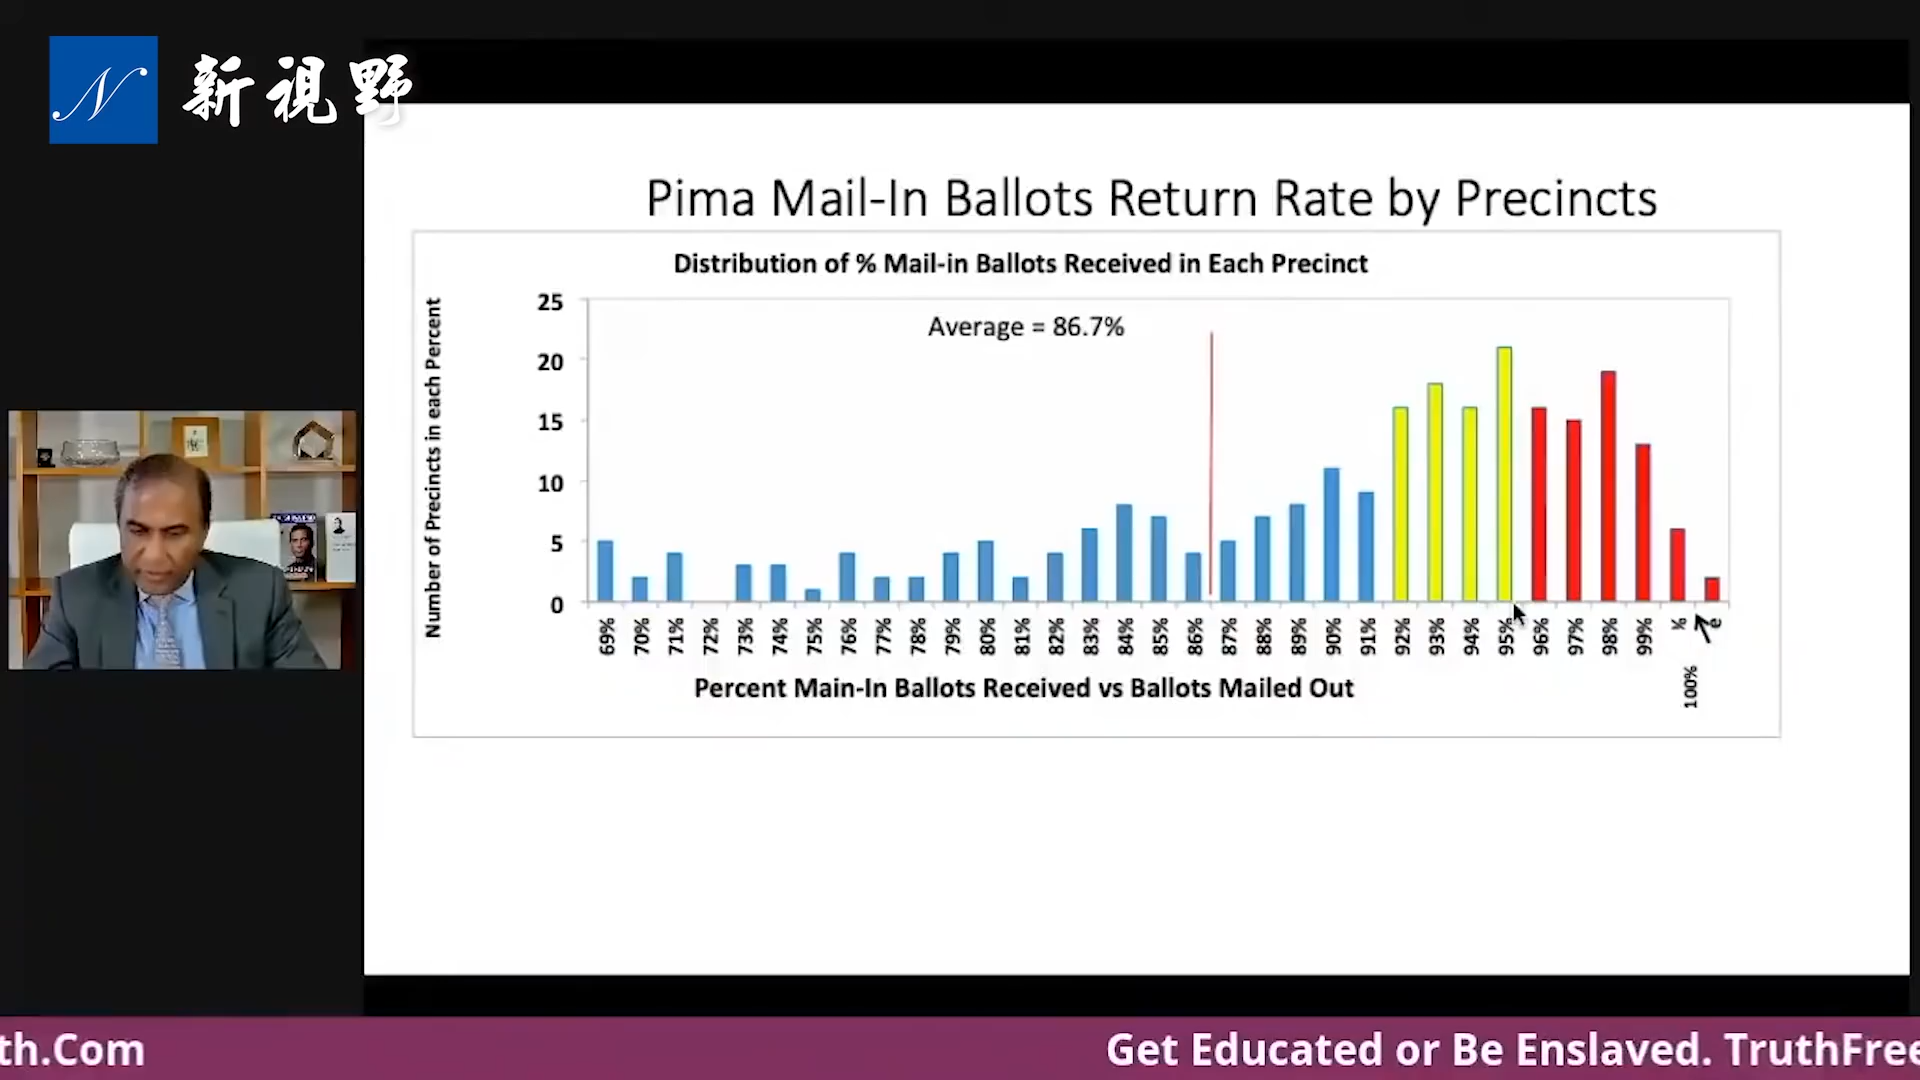 N 新視野
Pima Mail-In Ballots Return Rate by Precincts
Distribution of % Mail-in Ballots Received in Each Precinct
Number of Precincts in each Percent
25
20
15
10
5
0
Average = 86.7%
69% 70% 71% 72% 73% 74% 75% 76% 77% 78% 79% 80% 81% 82% 83% 84% 85% 86% 87% 88% 89% 90% 91% 92% 93% 94% 95% 96% 97% 98% 99% % e
100%
Percent Main-In Ballots Received vs Ballots Mailed Out
th.Com Get Educated or Be Enslaved. TruthFree